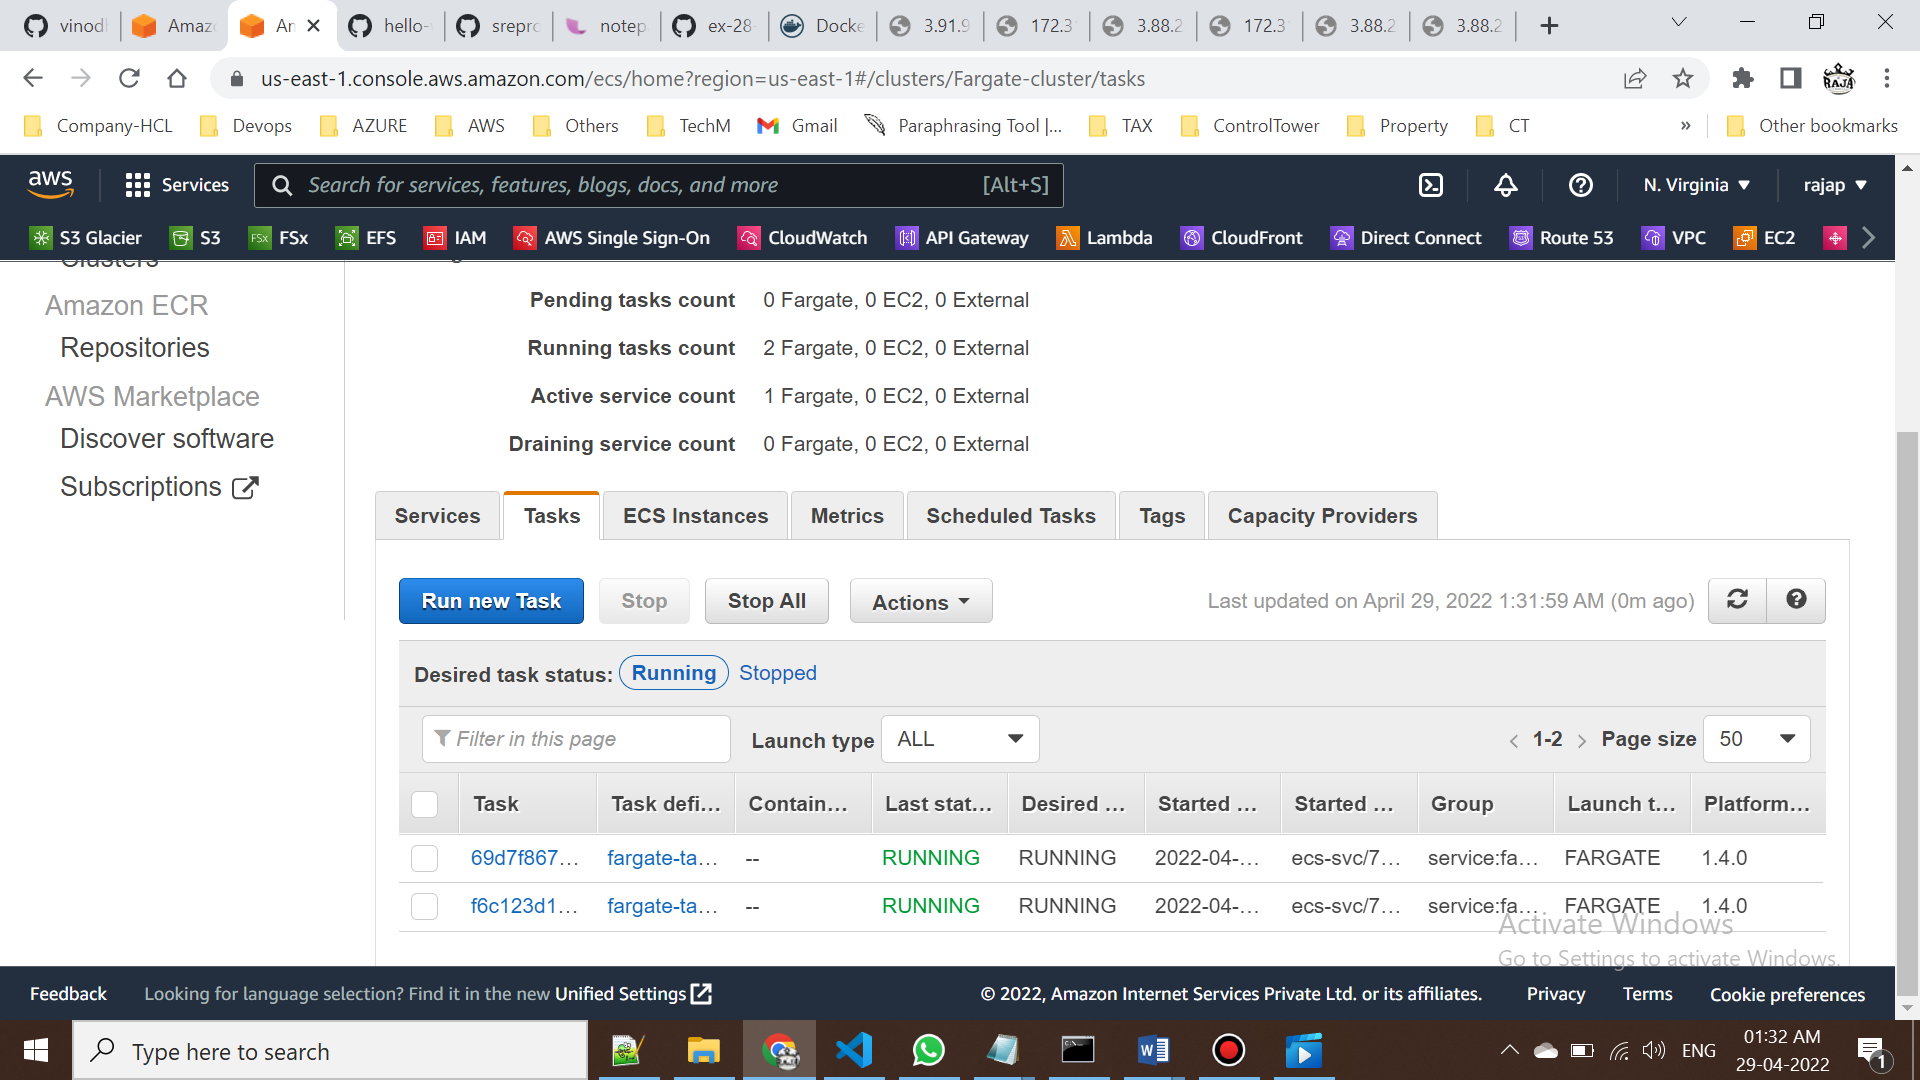 vinodh
Amaz
An
hello-
srepro
notep
ex-28
Docke
3.91.9
172.3
3.88.2
172.3
3.88.2
3.88.2
us-east-1.console.aws.amazon.com/ecs/home?region=us-east-1#/clusters/Fargate-cluster/tasks
RAJA
Company-HCL
Devops
AZURE
AWS
Others
TechM
Gmail
Paraphrasing Tool |...
TAX
ControlTower
Property
CT
»
Other bookmarks
aws
Services
Search for services, features, blogs, docs, and more
[Alt+S]
N. Virginia
rajap
S3 Glacier
S3
FSx
FSx
EFS
IAM
AWS Single Sign-On
CloudWatch
API Gateway
Lambda
CloudFront
Direct Connect
Route 53
VPC
EC2
Clusters
Amazon ECR
Repositories
AWS Marketplace
Discover software
Subscriptions
Pending tasks count 0 Fargate, 0 EC2, 0 External
Running tasks count 2 Fargate, 0 EC2, 0 External
Active service count 1 Fargate, 0 EC2, 0 External
Draining service count 0 Fargate, 0 EC2, 0 External
Services
Tasks
ECS Instances
Metrics
Scheduled Tasks
Tags
Capacity Providers
Run new Task
Stop
Stop All
Actions
Last updated on April 29, 2022 1:31:59 AM (0m ago)
Desired task status: Running Stopped
Filter in this page
Launch type ALL
< 1-2 > Page size 50
Task Task defi... Contain... Last stat... Desired ... Started ... Started ... Group Launch t... Platform...
69d7f867... fargate-ta... -- RUNNING RUNNING 2022-04-... ecs-svc/7... service:fa... FARGATE 1.4.0
f6c123d1... fargate-ta... -- RUNNING RUNNING 2022-04-... ecs-svc/7... service:fa... FARGATE 1.4.0
Activate Windows
Go to Settings to activate Windows.
Feedback
Looking for language selection? Find it in the new Unified Settings
© 2022, Amazon Internet Services Private Ltd. or its affiliates.
Privacy
Terms
Cookie preferences
Type here to search
ENG
01:32 AM
29-04-2022
1